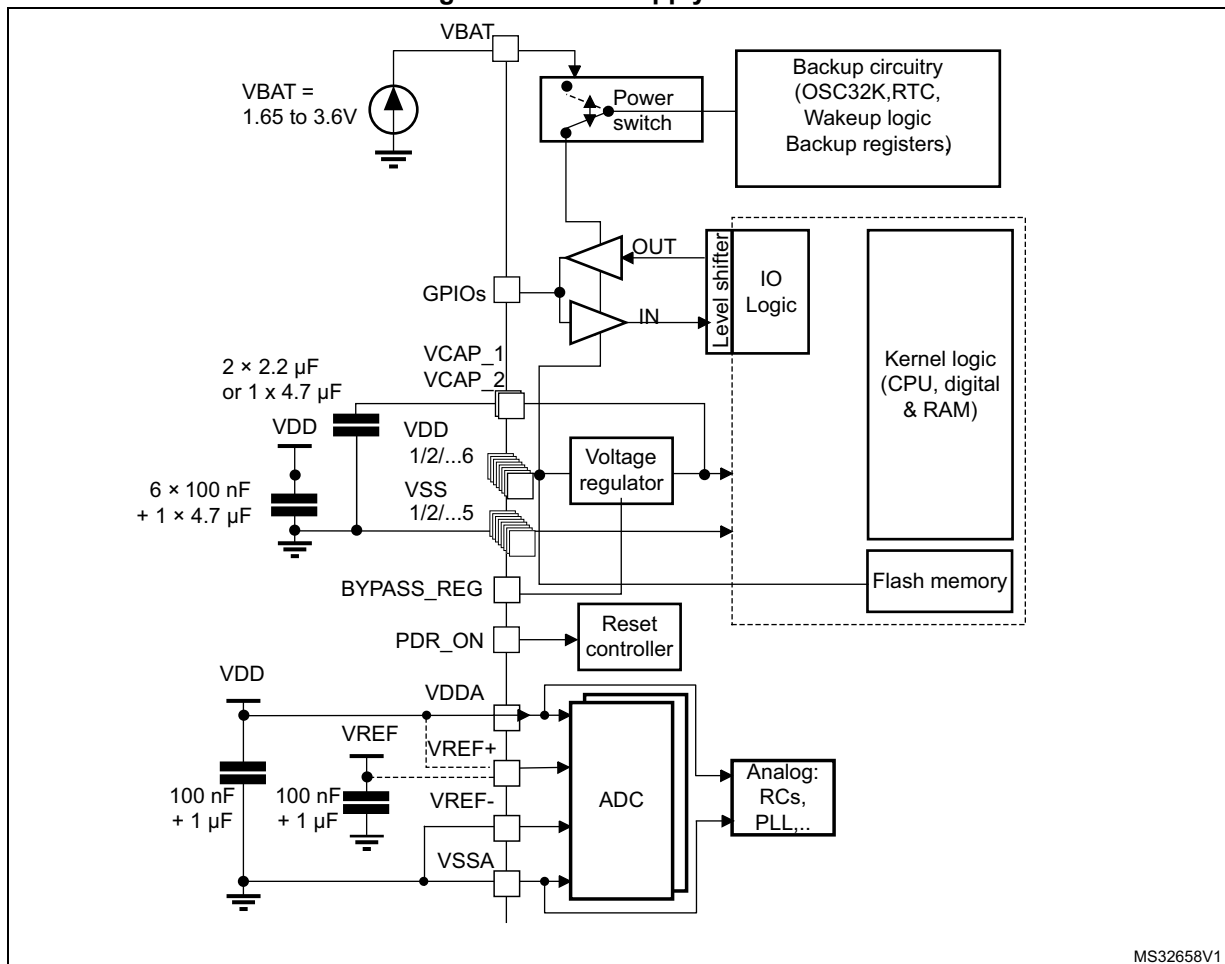 VBAT
VBAT =
1.65 to 3.6V
Power
switch
Backup circuitry
(OSC32K,RTC,
Wakeup logic
Backup registers,)
OUT
Level shifter
IO
Logic
GPIOs
IN
Kernel logic
(CPU, digital
& RAM)
VCAP_1
VCAP_2
2 × 2.2 µF
or 1 x 4.7 µF
VDD
VDD
1/2/...6
Voltage
regulator
6 × 100 nF
+ 1 × 4.7 µF
VSS
1/2/...5
Flash memory
BYPASS_REG
PDR_ON
Reset
controller
VDD
VDDA
VREF
VREF+
100 nF
+ 1 µF
100 nF
+ 1 µF
VREF-
ADC
Analog:
RCs,
PLL,..
VSSA
MS32658V1